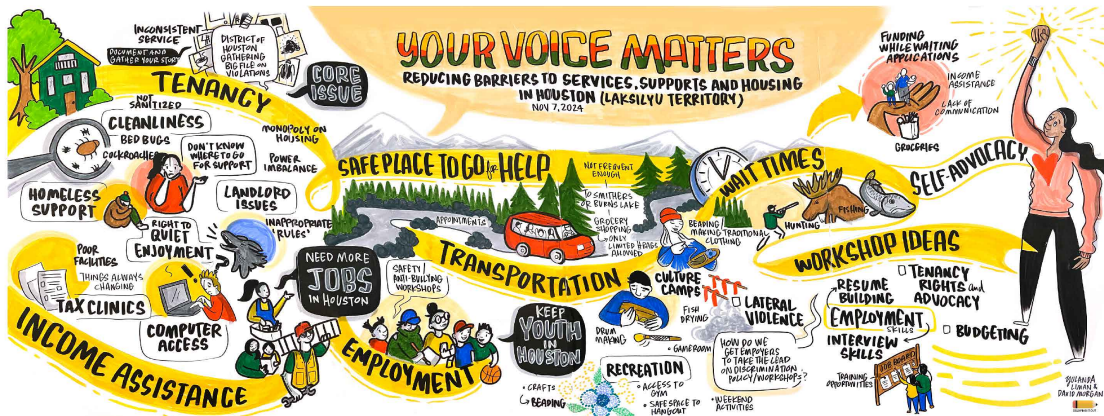 YOUR VOICE MATTERS
REDUCING BARRIERS TO SERVICES, SUPPORTS AND HOUSING
IN HOUSTON (LAKSILYU TERRITORY)
NOV 7, 2024
INCONSISTENT
SERVICE
DOCUMENT AND
GATHER YOUR STORY
DISTRICT OF
HOUSTON
GATHERING
BIG FILE ON
VIOLATIONS
CORE
ISSUE
TENANCY
NOT
SANITIZED
CLEANLINESS
BED BUGS
COCKROACHES
DON'T KNOW
WHERE TO GO
FOR SUPPORT
MONOPOLY ON
HOUSING
POWER
IMBALANCE
HOMELESS
SUPPORT
LANDLORD
ISSUES
RIGHT TO
QUIET
ENJOYMENT
INAPPROPRIATE
'RULES'
POOR
FACILITIES
THINGS ALWAYS
CHANGING
TAX CLINICS
COMPUTER
ACCESS
INCOME ASSISTANCE
SAFE PLACE TO GO for HELP
APPOINTMENTS
NOT FREQUENT
ENOUGH
TO SMITHERS
OR BURNS LAKE
GROCERY
SHOPPING
ONLY
LIMITED # BAGS
ALLOWED
TRANSPORTATION
NEED MORE
JOBS
IN HOUSTON
SAFETY/
ANTI-BULLYING
WORKSHOPS
EMPLOYMENT
KEEP
YOUTH
IN
HOUSTON
CRAFTS
BEADING
DRUM
MAKING
RECREATION
GAMEROOM
ACCESS TO
GYM
SAFE SPACE TO
HANGOUT
WEEKEND
ACTIVITIES
CULTURE
CAMPS
FISH
DRYING
BEADING
MAKING TRADITIONAL
CLOTHING
HUNTING
FISHING
WAIT TIMES
FUNDING
WHILE WAITING
APPLICATIONS
INCOME
ASSISTANCE
LACK OF
COMMUNICATION
GROCERIES
SELF-ADVOCACY
WORKSHOP IDEAS
LATERAL
VIOLENCE
HOW DO WE
GET EMPOYERS
TO TAKE THE LEAD
ON DISCRIMINATION
POLICY/WORKSHOPS?
RESUME
BUILDING
EMPLOYMENT
SKILLS
INTERVIEW
SKILLS
TRAINING
OPPORTUNITIES
JOB BOARD
TENANCY
RIGHTS and
ADVOCACY
BUDGETING
DAVID MORGAN